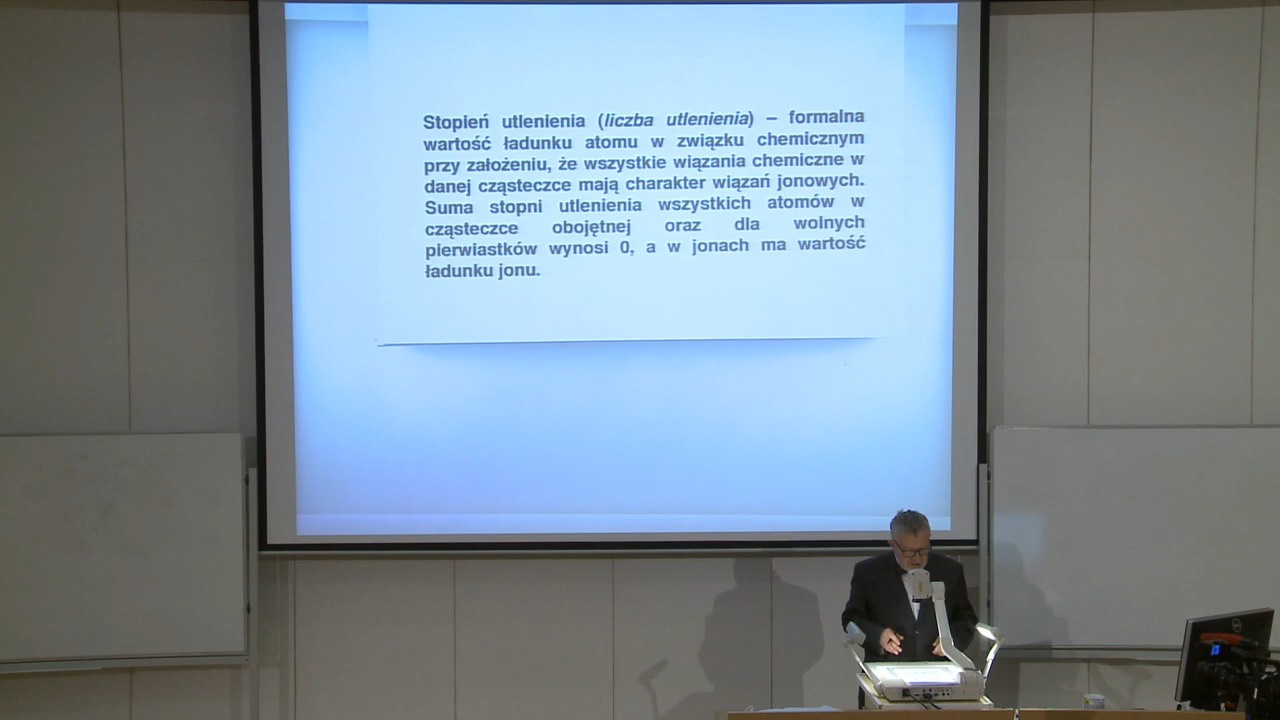 Stopień utlenienia (liczba utlenienia) – formalna
wartość ładunku atomu w związku chemicznym
przy założeniu, że wszystkie wiązania chemiczne w
danej cząsteczce mają charakter wiązań jonowych.
Suma stopni utlenienia wszystkich atomów w
cząsteczce obojętnej oraz dla wolnych
pierwiastków wynosi 0, a w jonach ma wartość
ładunku jonu.